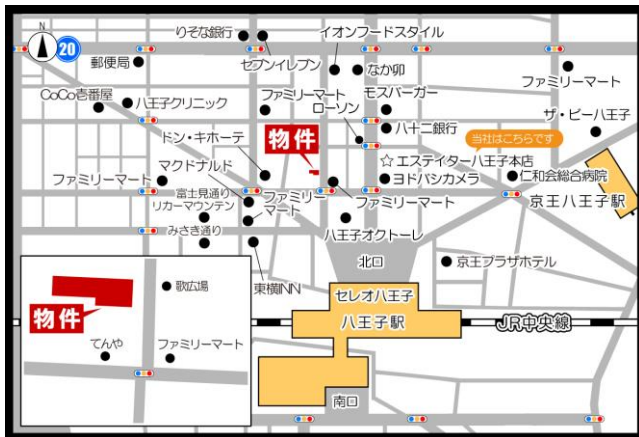 N
20
りそな銀行
セブンイレブン
イオンフードスタイル
郵便局
なか卯
ファミリーマート
CoCo壱番屋
八王子クリニック
ファミリーマート
ローソン
モスバーガー
ザ・ビー八王子
ドン・キホーテ
物件
八十二銀行
当社はこちらです
☆エステイター八王子本店
マクドナルド
ファミリーマート
ヨドバシカメラ
仁和会総合病院
富士見通り
リカーマウンテン
ファミリー
マート
ファミリーマート
京王八王子駅
みさき通り
八王子オクトーレ
北口
京王プラザホテル
東横INN
歌広場
セレオ八王子
物件
八王子駅
JR中央線
てんや
ファミリーマート
南口